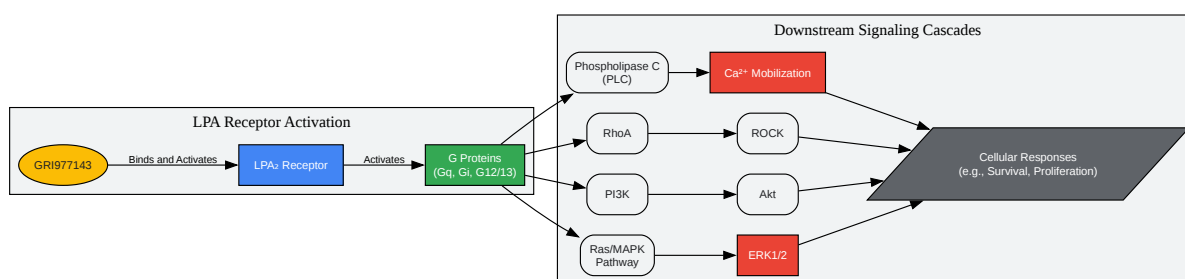 Downstream Signaling Cascades
Phospholipase C
(PLC)
Ca²⁺ Mobilization
LPA Receptor Activation
RhoA
ROCK
GRI977143
Binds and Activates
LPA₂ Receptor
Activates
G Proteins
(Gq, Gi, G12/13)
Cellular Responses
(e.g., Survival, Proliferation)
PI3K
Akt
Ras/MAPK
Pathway
ERK1/2